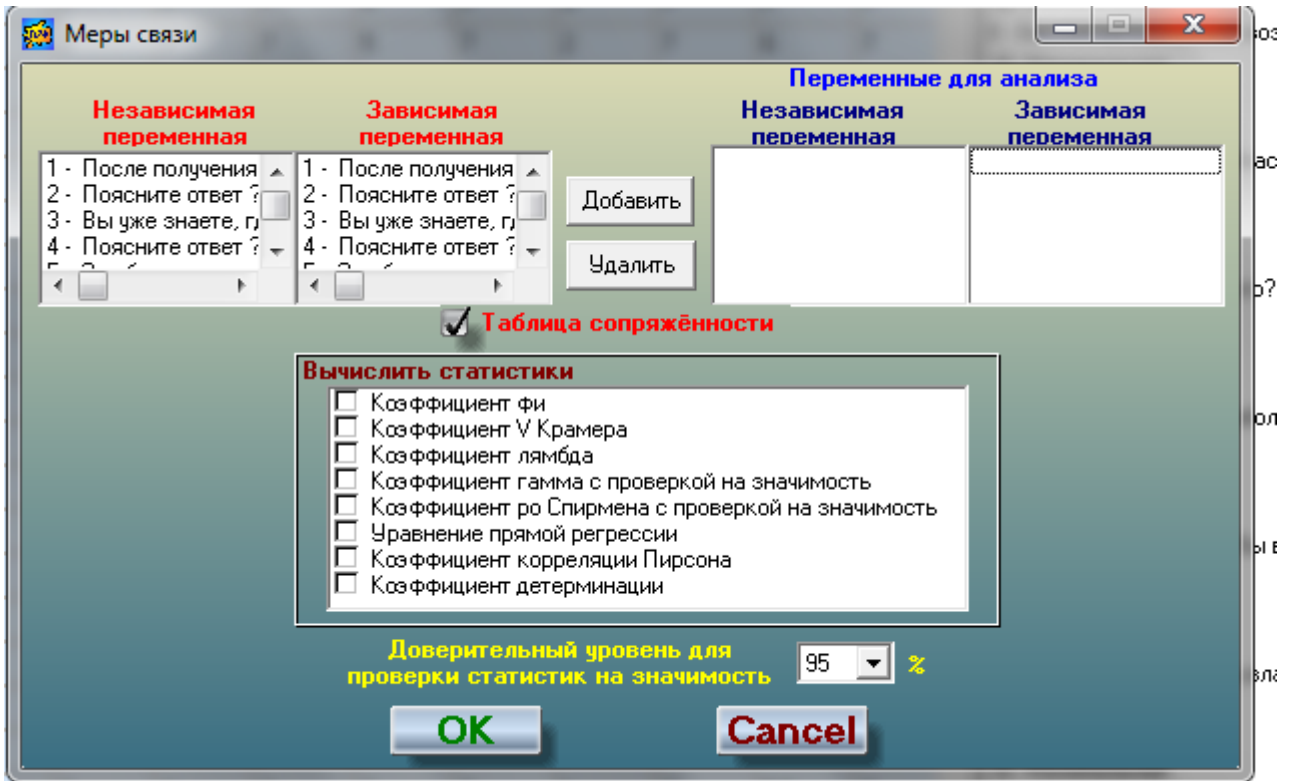 Меры связи
Переменные для анализа
Независимая
переменная
Зависимая
переменная
Независимая
переменная
Зависимая
переменная
1 - После получения
2 - Поясните ответ ?
3 - Вы уже знаете, гд
4 - Поясните ответ ?
1 - После получения
2 - Поясните ответ ?
3 - Вы уже знаете, гд
4 - Поясните ответ ?
Добавить
Удалить
Таблица сопряжённости
Вычислить статистики
Коэффициент фи
Коэффициент V Крамера
Коэффициент лямбда
Коэффициент гамма с проверкой на значимость
Коэффициент ро Спирмена с проверкой на значимость
Уравнение прямой регрессии
Коэффициент корреляции Пирсона
Коэффициент детерминации
Доверительный уровень для
проверки статистик на значимость
95 %
OK
Cancel